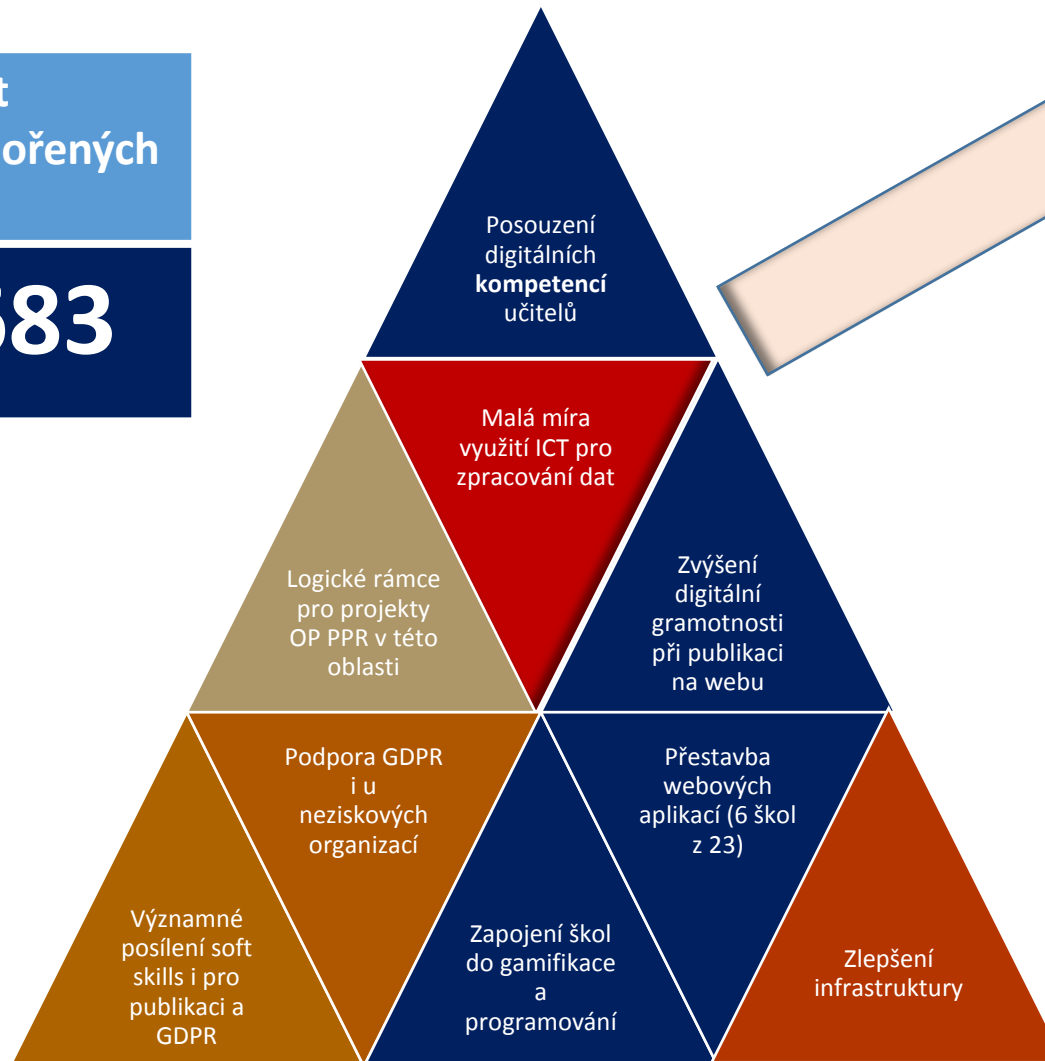 Posouzení
digitálních
kompetencí
učitelů
Malá míra
využití ICT pro
zpracování dat
Logické rámce
pro projekty
OP PPR v této
oblasti
Zvýšení
digitální
gramotnosti
při publikaci
na webu
Podpora GDPR
i u
neziskových
organizací
Přestavba
webových
aplikací (6 škol
z 23)
Významné
posílení soft
skills i pro
publikaci a
GDPR
Zapojení škol
do gamifikace
a
programování
Zlepšení
infrastruktury